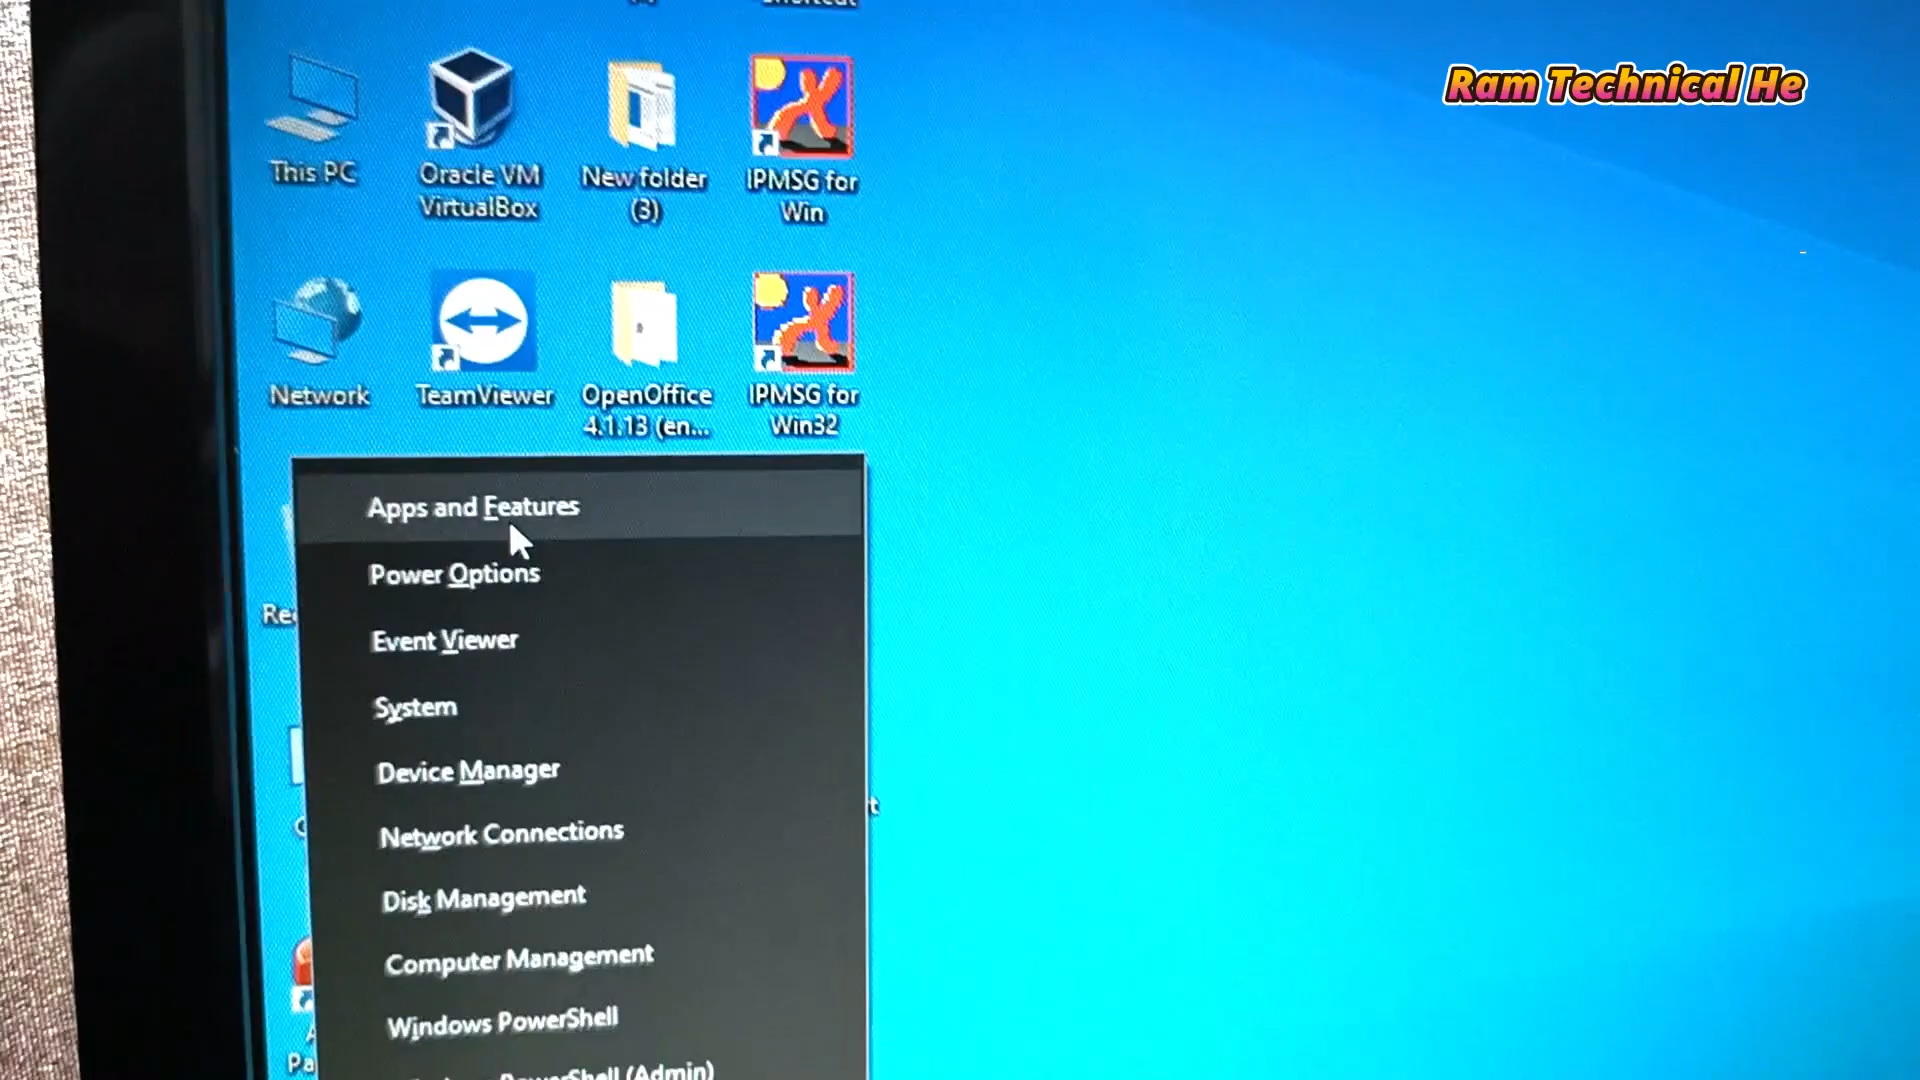 Ram Technical He
This PC
Oracle VM
VirtualBox
New folder
(3)
IPMSG for
Win
Network
TeamViewer
OpenOffice
4.1.13 (en...
IPMSG for
Win32
Apps and Features
Power Options
Event Viewer
System
Device Manager
Network Connections
Disk Management
Computer Management
Windows PowerShell
PowerShell (Admin)